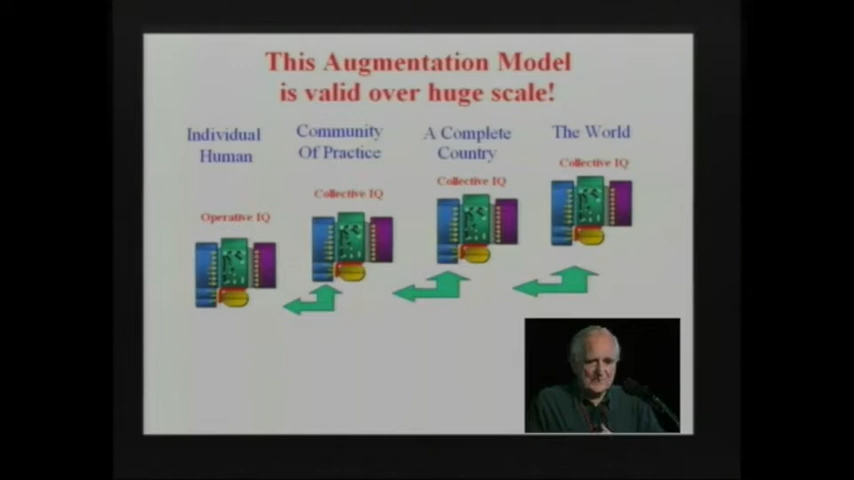 This Augmentation Model
is valid over huge scale!
Individual
Human
Community
Of Practice
A Complete
Country
The World
Operative IQ
Collective IQ
Collective IQ
Collective IQ